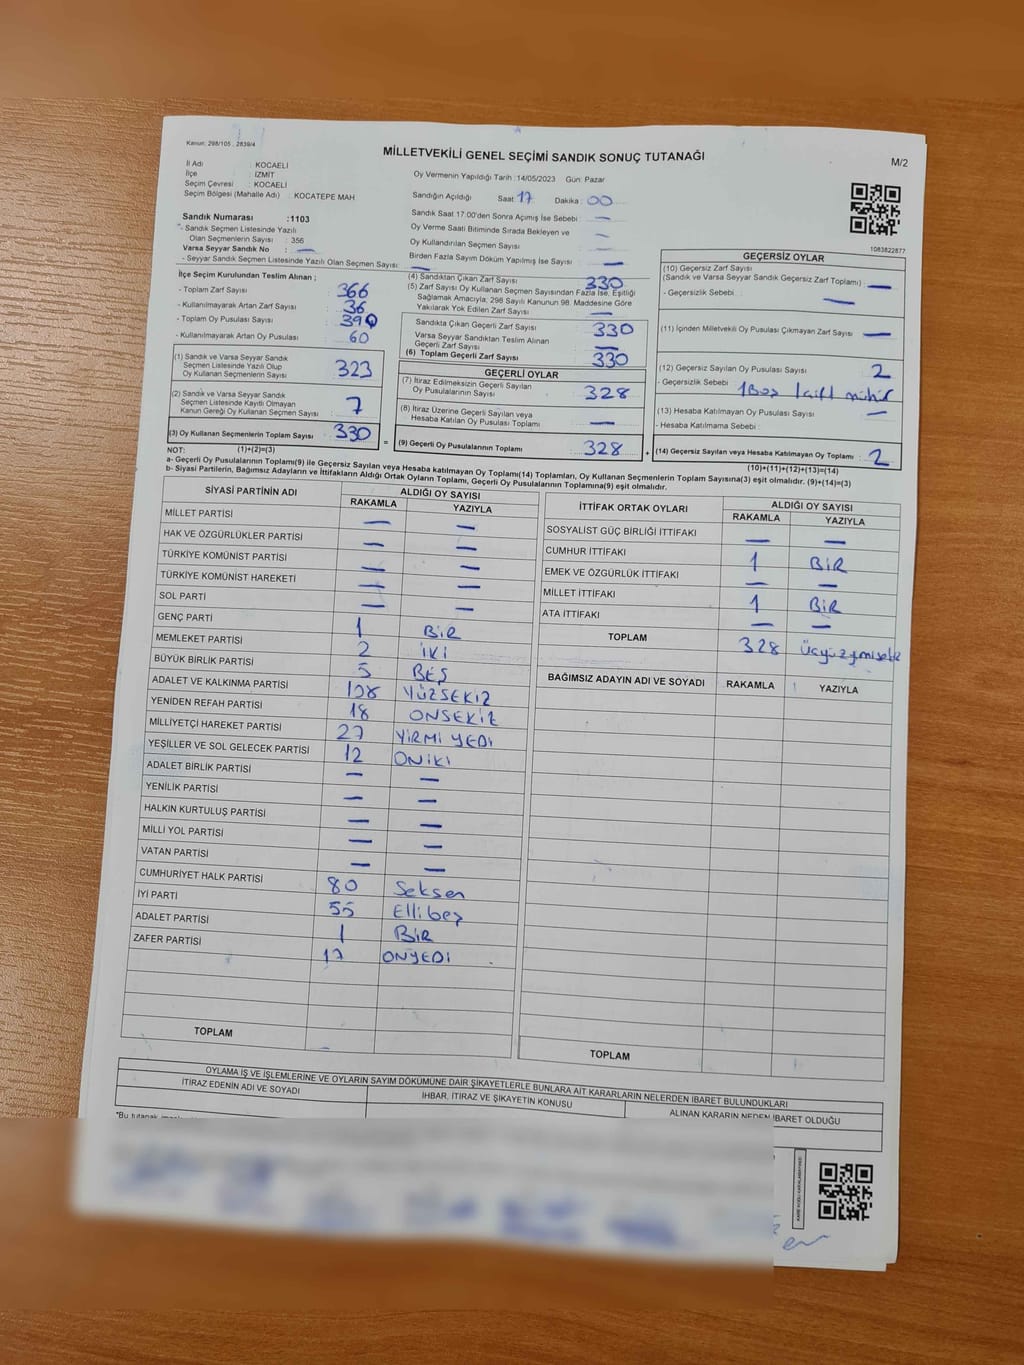 Kanun: 298/105 , 2839/4
MİLLETVEKİLİ GENEL SEÇİMİ SANDIK SONUÇ TUTANAĞI
M/2
İl Adı : KOCAELİ
İlçe : İZMİT
Seçim Çevresi : KOCAELİ
Seçim Bölgesi (Mahalle Adı) : KOCATEPE MAH
Oy Vermenin Yapıldığı Tarih :14/05/2023 Gün: Pazar
Sandığın Açıldığı Saat 17 Dakika : 00
Sandık Saat 17.00'den Sonra Açımış İse Sebebi : —
Oy Verme Saati Bitiminde Sırada Bekleyen ve
Oy Kullandırılan Seçmen Sayısı : —
Birden Fazla Sayım Döküm Yapılmış İse Sayısı : —
1083822877
Sandık Numarası :1103
- Sandık Seçmen Listesinde Yazılı
Olan Seçmenlerin Sayısı : 356
Varsa Seyyar Sandık No : —
- Seyyar Sandık Seçmen Listesinde Yazılı Olan Seçmen Sayısı: —
İlçe Seçim Kurulundan Teslim Alınan ;
- Toplam Zarf Sayısı : 366
- Kullanılmayarak Artan Zarf Sayısı : 36
- Toplam Oy Pusulası Sayısı : 390
- Kullanılmayarak Artan Oy Pusulası : 60
(1) Sandık ve Varsa Seyyar Sandık
Seçmen Listesinde Yazılı Olup
Oy Kullanan Seçmenlerin Sayısı : 323
(2) Sandık ve Varsa Seyyar Sandık
Seçmen Listesinde Kayıtlı Olmayan
Kanun Gereği Oy Kullanan Seçmen Sayısı : 7
(3) Oy Kullanan Seçmenlerin Toplam Sayısı : 330
(1)+(2)=(3)
(4) Sandıktan Çıkan Zarf Sayısı : 330
(5) Zarf Sayısı Oy Kullanan Seçmen Sayısından Fazla İse, Eşitliği
Sağlamak Amacıyla, 298 Sayılı Kanunun 98. Maddesine Göre
Yakılarak Yok Edilen Zarf Sayısı : —
Sandıkta Çıkan Geçerli Zarf Sayısı : 330
Varsa Seyyar Sandıktan Teslim Alınan
Geçerli Zarf Sayısı : —
(6) Toplam Geçerli Zarf Sayısı : 330
GEÇERLİ OYLAR
(7) İtiraz Edilmeksizin Geçerli Sayılan
Oy Pusulalarının Sayısı : 328
(8) İtiraz Üzerine Geçerli Sayılan veya
Hesaba Katılan Oy Pusulası Toplamı : —
= (9) Geçerli Oy Pusulalarının Toplamı : 328 +
GEÇERSİZ OYLAR
(10) Geçersiz Zarf Sayısı
(Sandık ve Varsa Seyyar Sandık Geçersiz Zarf Toplamı) : —
- Geçersizlik Sebebi : —
(11) İçinden Milletvekili Oy Pusulası Çıkmayan Zarf Sayısı : —
(12) Geçersiz Sayılan Oy Pusulası Sayısı : 2
- Geçersizlik Sebebi : 1 Boş 1 çift mühür
(13) Hesaba Katılmayan Oy Pusulası Sayısı : —
- Hesaba Katılmama Sebebi :
(14) Geçersiz Sayılan veya Hesaba Katılmayan Oy Toplamı : 2
(10)+(11)+(12)+(13)=(14)
NOT:
a- Geçerli Oy Pusulalarının Toplamı(9) ile Geçersiz Sayılan veya Hesaba katılmayan Oy Toplam(14) Toplamları, Oy Kullanan Seçmenlerin Toplam Sayısına(3) eşit olmalıdır. (9)+(14)=(3)
b- Siyasi Partilerin, Bağımsız Adayların ve İttifakların Aldığı Ortak Oyların Toplamı, Geçerli Oy Pusulalarının Toplamına(9) eşit olmalıdır.
SİYASİ PARTİNİN ADI ALDIĞI OY SAYISI
RAKAMLA YAZIYLA
MİLLET PARTİSİ — —
HAK VE ÖZGÜRLÜKLER PARTİSİ — —
TÜRKİYE KOMÜNİST PARTİSİ — —
TÜRKİYE KOMÜNİST HAREKETİ — —
SOL PARTİ — —
GENÇ PARTİ 1 BİR
MEMLEKET PARTİSİ 2 İKİ
BÜYÜK BİRLİK PARTİSİ 5 BEŞ
ADALET VE KALKINMA PARTİSİ 108 YÜZSEKİZ
YENİDEN REFAH PARTİSİ 18 ONSEKİZ
MİLLİYETÇİ HAREKET PARTİSİ 27 YİRMİ YEDİ
YEŞİLLER VE SOL GELECEK PARTİSİ 12 ONİKİ
ADALET BİRLİK PARTİSİ — —
YENİLİK PARTİSİ — —
HALKIN KURTULUŞ PARTİSİ — —
MİLLİ YOL PARTİSİ — —
VATAN PARTİSİ — —
CUMHURİYET HALK PARTİSİ 80 Seksen
İYİ PARTİ 55 Ellibeş
ADALET PARTİSİ 1 BİR
ZAFER PARTİSİ 17 ONYEDİ
TOPLAM
İTTİFAK ORTAK OYLARI ALDIĞI OY SAYISI
RAKAMLA YAZIYLA
SOSYALİST GÜÇ BİRLİĞİ İTTİFAKI — —
CUMHUR İTTİFAKI 1 BİR
EMEK VE ÖZGÜRLÜK İTTİFAKI — —
MİLLET İTTİFAKI 1 BİR
ATA İTTİFAKI — —
TOPLAM 328
BAĞIMSIZ ADAYIN ADI VE SOYADI RAKAMLA YAZIYLA
TOPLAM
OYLAMA İŞ VE İŞLEMLERİNE VE OYLARIN SAYIM DÖKÜMÜNE DAİR ŞİKAYETLERLE BUNLARA AİT KARARLARIN NELERDEN İBARET BULUNDUKLARI
İTİRAZ EDENİN ADI VE SOYADI İHBAR, İTİRAZ VE ŞİKAYETİN KONUSU ALINAN KARARIN NEDEN İBARET OLDUĞU
"Bu tutanak